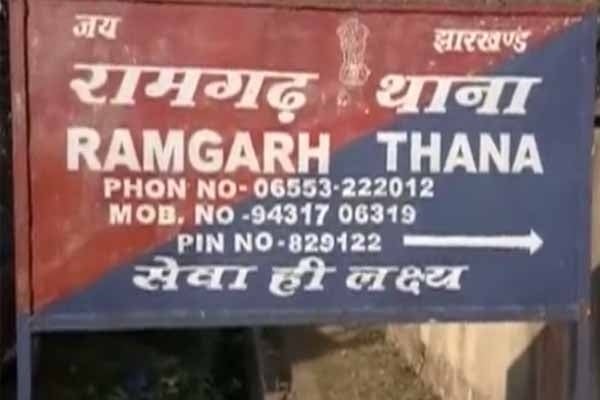 जय झारखण्ड
रामगढ़ थाना
RAMGARH THANA
PHON NO- 06553-222012
MOB. NO -94317 06319
PIN NO-829122
सेवा ही लक्ष्य